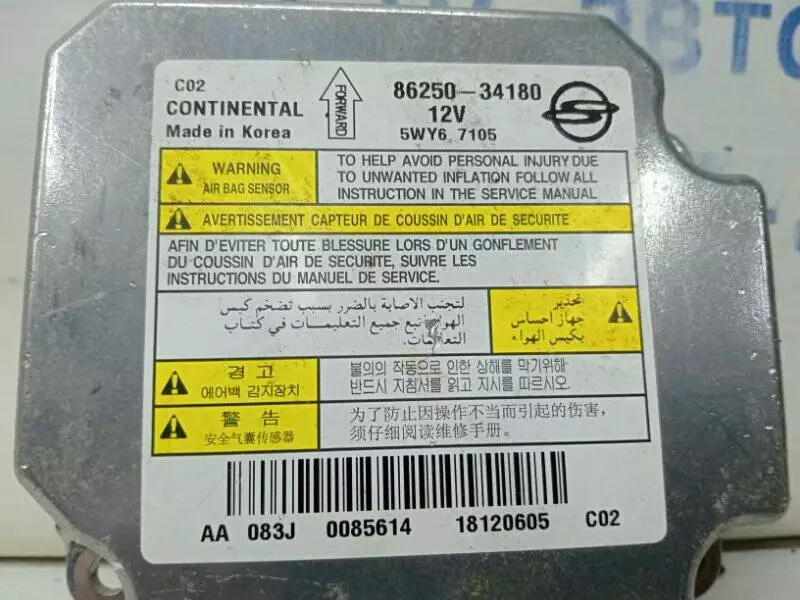 C02
CONTINENTAL
Made in Korea
FORWARD
86250-34180
12V
5WY6 7105
WARNING
AIR BAG SENSOR
TO HELP AVOID PERSONAL INJURY DUE
TO UNWANTED INFLATION FOLLOW ALL
INSTRUCTION IN THE SERVICE MANUAL
AVERTISSEMENT CAPTEUR DE COUSSIN D'AIR DE SECURITE
AFIN D'EVITER TOUTE BLESSURE LORS D'UN GONFLEMENT
DU COUSSIN D'AIR DE SECURITE, SUIVRE LES
INSTRUCTIONS DU MANUEL DE SERVICE.
تحذير
جهاز احساس
بكيس الهواء
لتجنب الاصابة بالضرر بسبب تضخم كيس
الهواء تبع جميع التعليمات في كتاب
التعليمات.
경 고
에어백 감지장치
불의의 작동으로 인한 상해를 막기위해
반드시 지침서를 읽고 지시를 따르시오.
警 告
安全气囊传感器
为了防止因操作不当而引起的伤害，
须仔细阅读维修手册。
AA 083J 0085614 18120605 C02